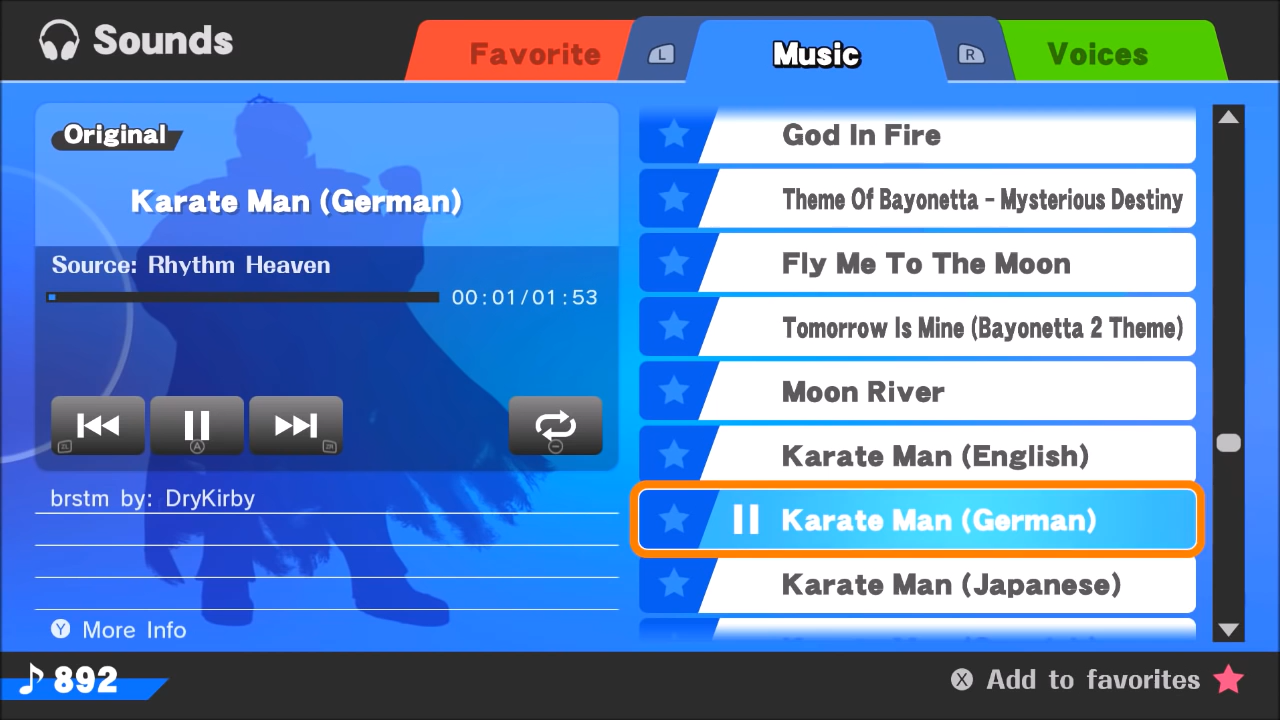 Sounds
Favorite
L
Music
R
Voices
Original
Karate Man (German)
Source: Rhythm Heaven
00:01/01:53
ZL
A
ZR
brstm by: DryKirby
Y More Info
892
God In Fire
Theme Of Bayonetta - Mysterious Destiny
Fly Me To The Moon
Tomorrow Is Mine (Bayonetta 2 Theme)
Moon River
Karate Man (English)
Karate Man (German)
Karate Man (Japanese)
X Add to favorites